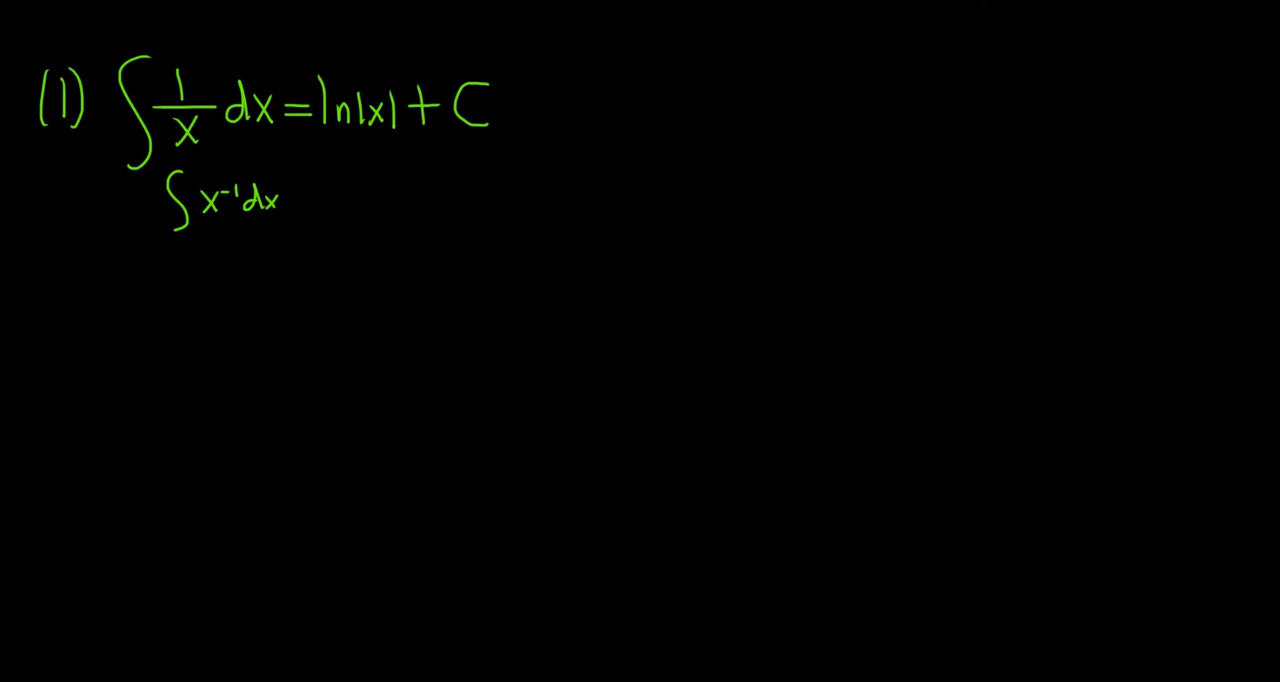 (1) ∫ 1/x dx = ln|x| + C
∫ x⁻¹ dx